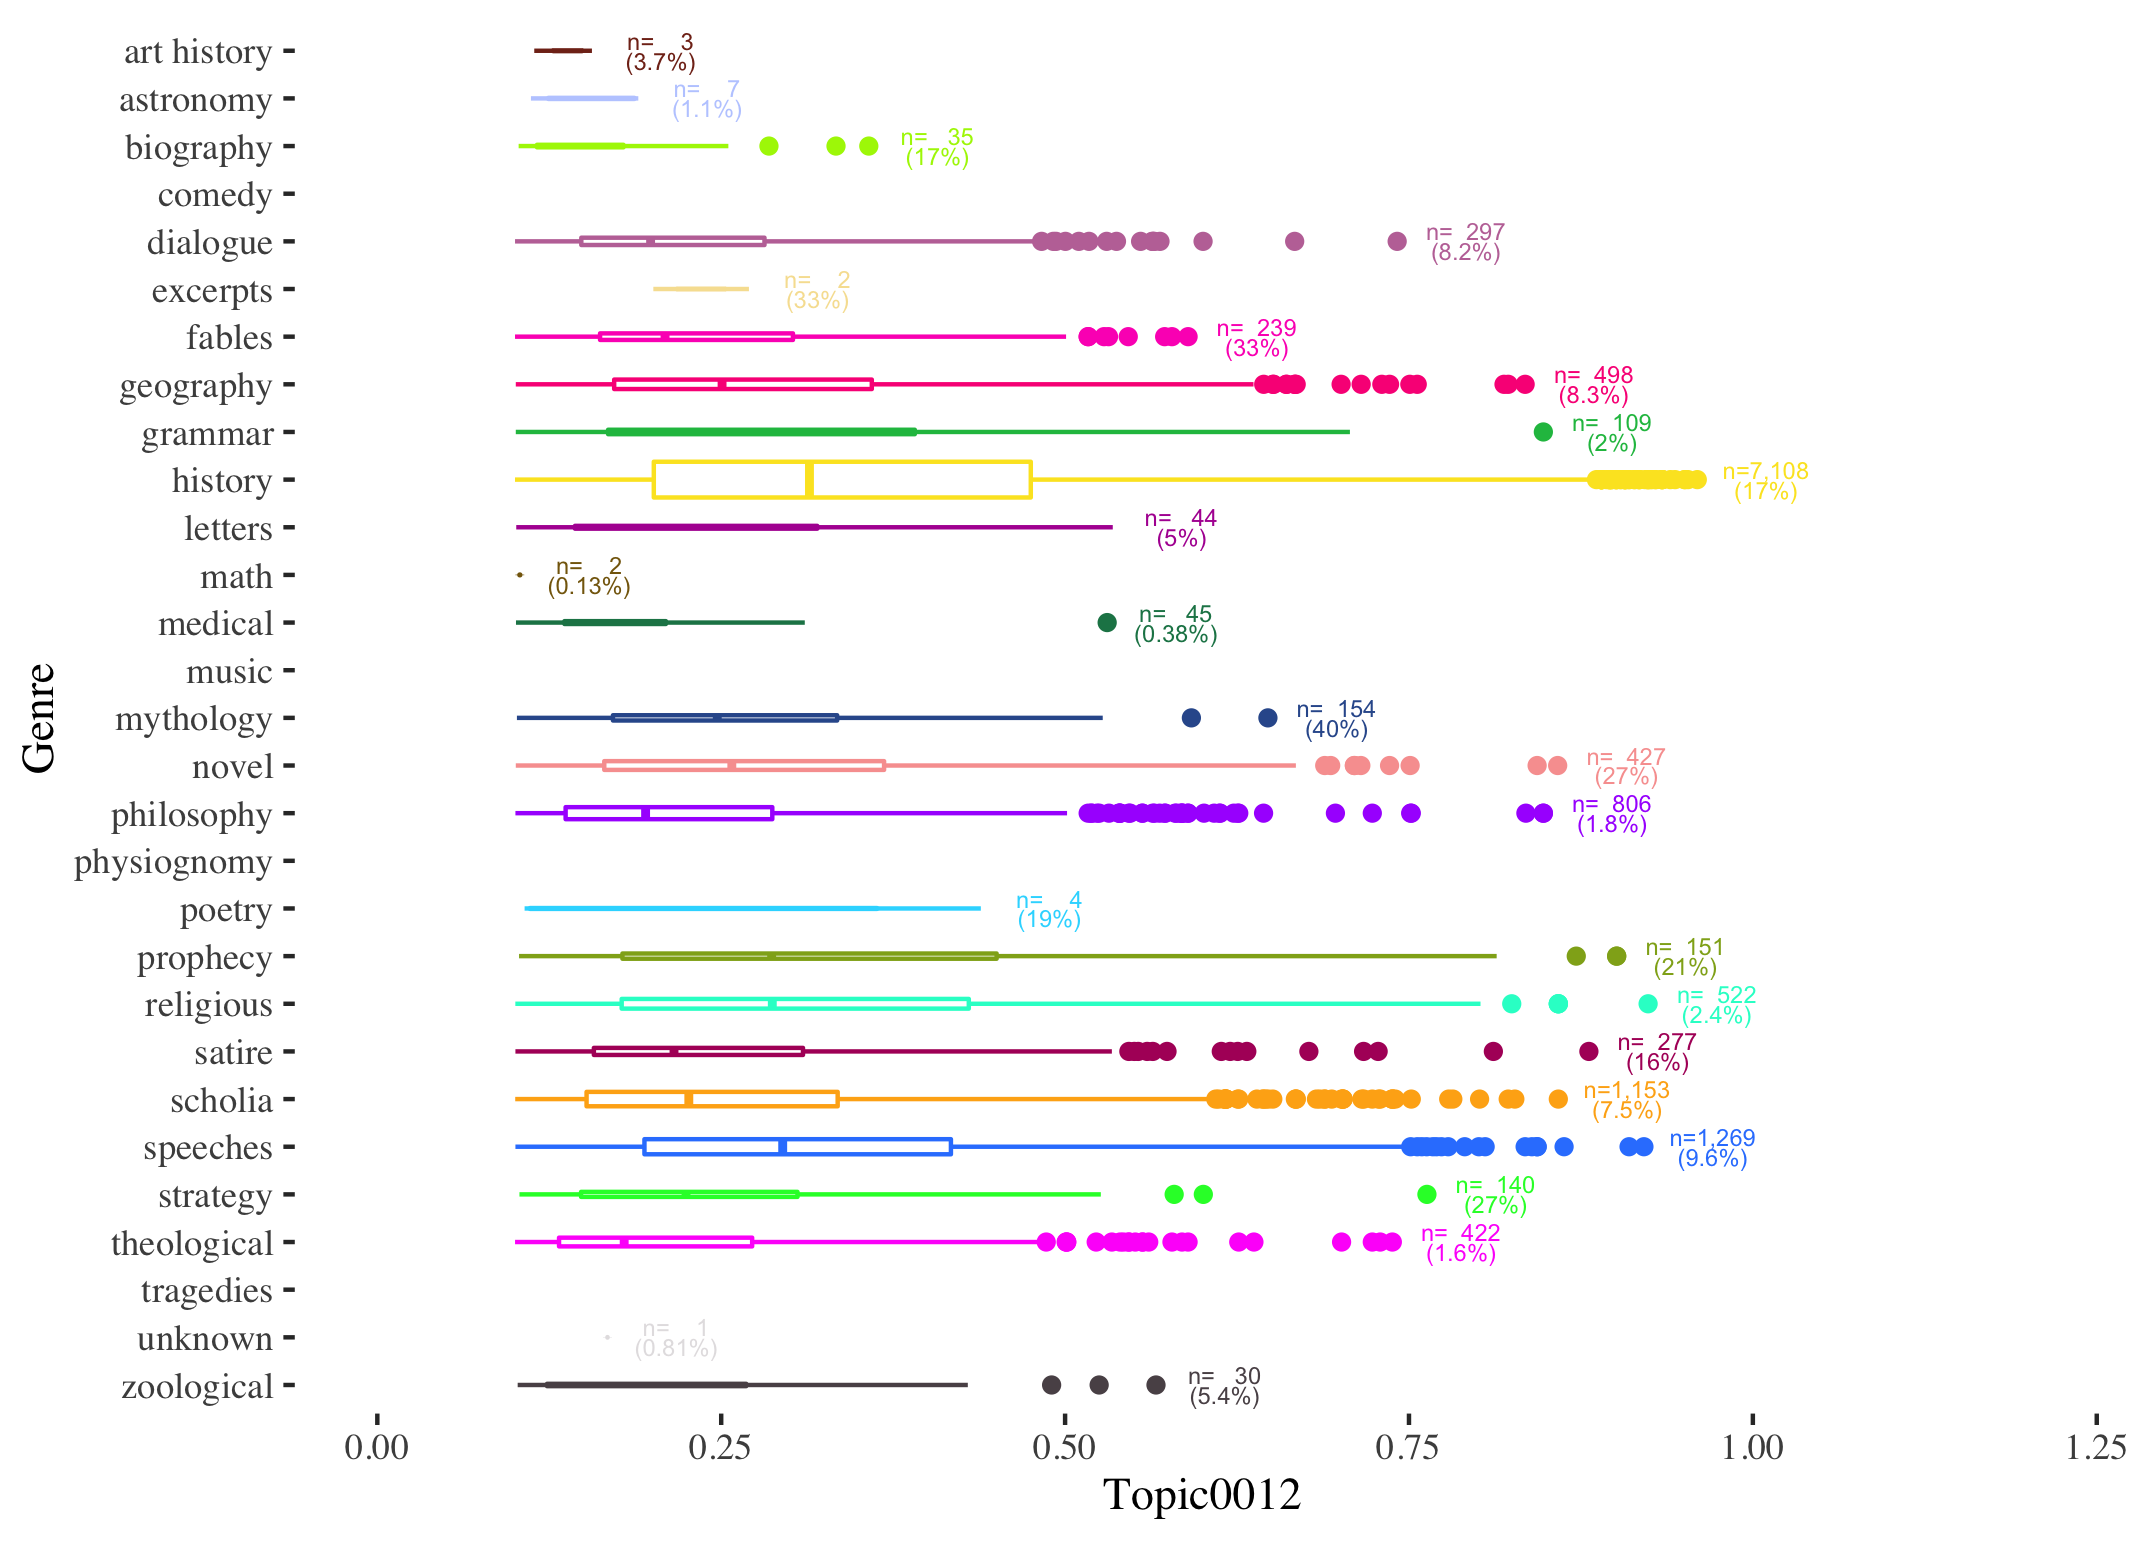 art history
n= 3
(3.7%)
astronomy
n= 7
(1.1%)
biography
n= 35
(17%)
comedy
dialogue
n= 297
(8.2%)
excerpts
n= 2
(33%)
fables
n= 239
(33%)
geography
n= 498
(8.3%)
grammar
n= 109
(2%)
history
n=7,108
(17%)
letters
n= 44
(5%)
math
n= 2
(0.13%)
medical
n= 45
(0.38%)
music
mythology
n= 154
(40%)
novel
n= 427
(27%)
philosophy
n= 806
(1.8%)
physiognomy
poetry
n= 4
(19%)
prophecy
n= 151
(21%)
religious
n= 522
(2.4%)
satire
n= 277
(16%)
scholia
n=1,153
(7.5%)
speeches
n=1,269
(9.6%)
strategy
n= 140
(27%)
theological
n= 422
(1.6%)
tragedies
unknown
n= 1
(0.81%)
zoological
n= 30
(5.4%)
Genre
0.00 0.25 0.50 0.75 1.00 1.25
Topic0012